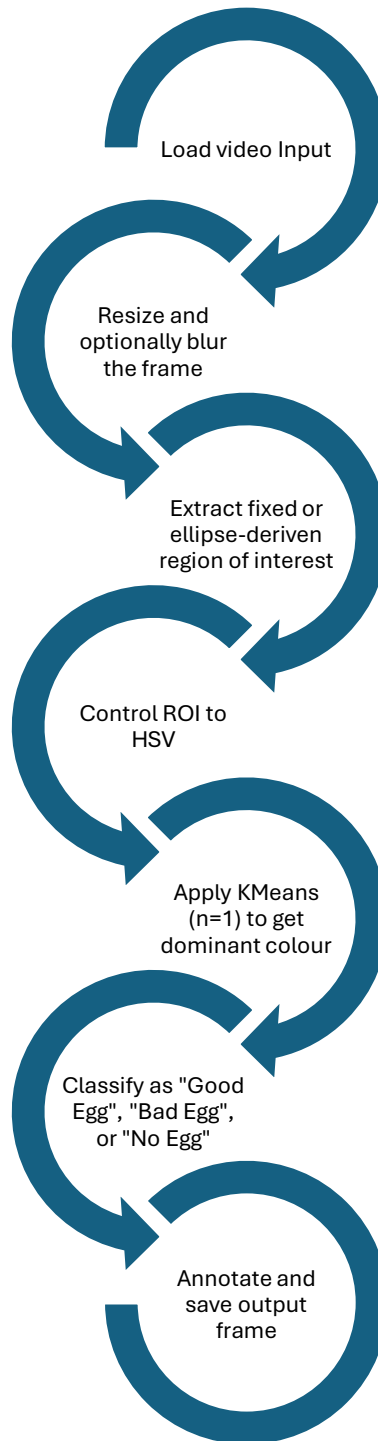 Load video Input
Resize and
optionally blur
the frame
Extract fixed or
ellipse-derived
region of interest
Control ROI to
HSV
Apply KMeans
(n=1) to get
dominant colour
Classify as "Good
Egg", "Bad Egg",
or "No Egg"
Annotate and
save output
frame